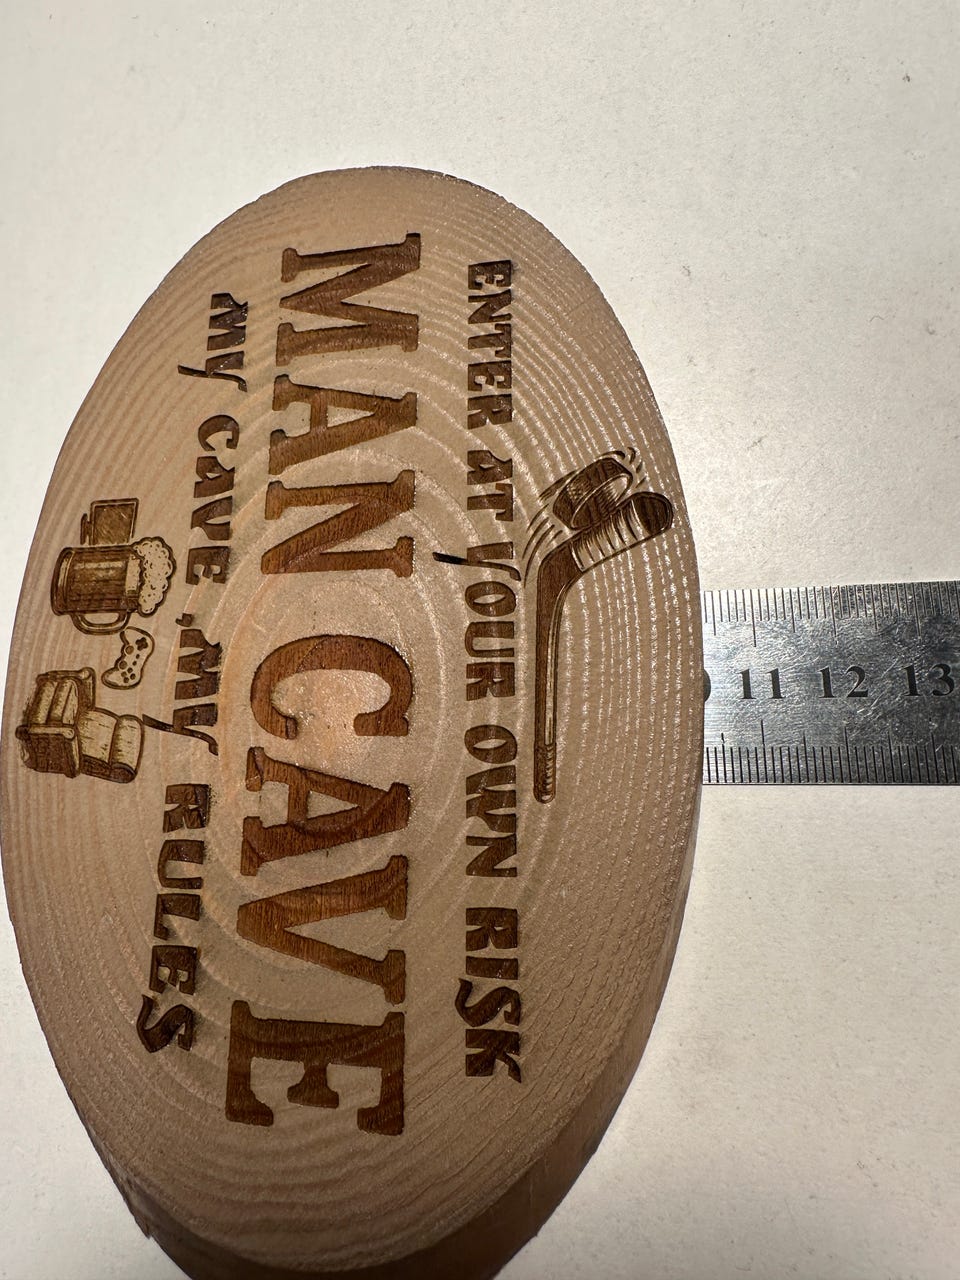 ENTER AT YOUR OWN RISK
MAN CAVE
MY CAVE, MY RULES
11 12 13